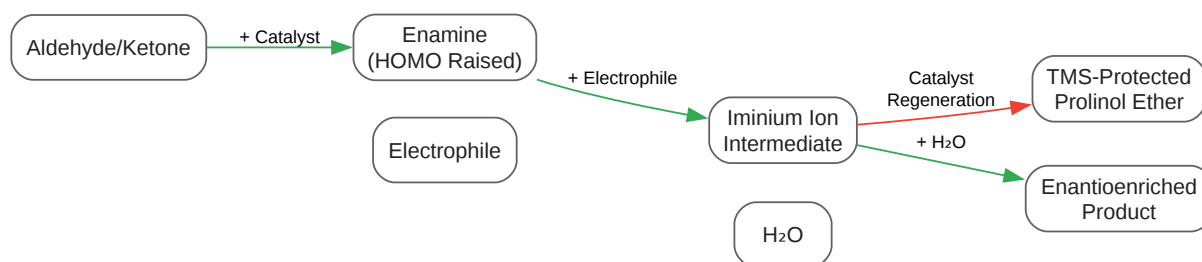 Aldehyde/Ketone
+ Catalyst
Enamine
(HOMO Raised)
+ Electrophile
Electrophile
Iminium Ion
Intermediate
Catalyst
Regeneration
TMS-Protected
Prolinol Ether
+ H₂O
Enantioenriched
Product
H₂O